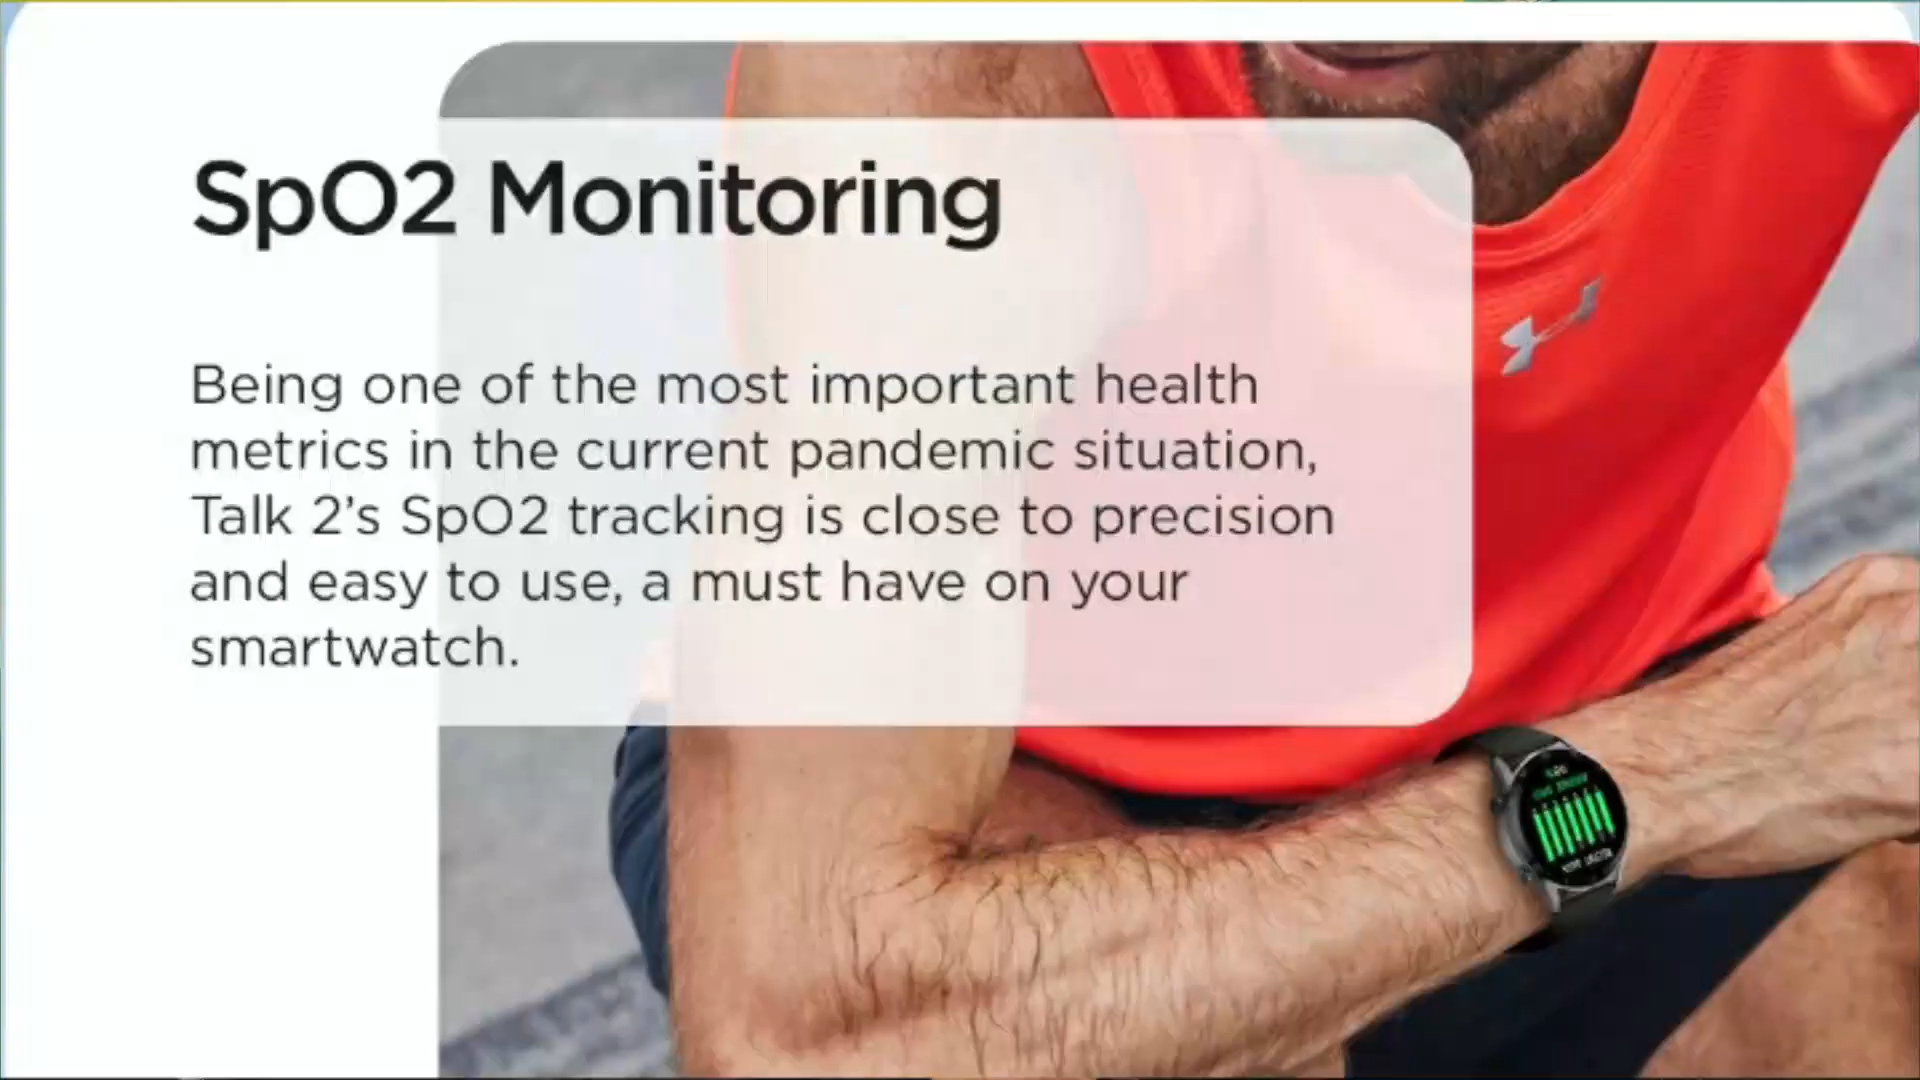 SpO2 Monitoring
Being one of the most important health
metrics in the current pandemic situation,
Talk 2’s SpO2 tracking is close to precision
and easy to use, a must have on your
smartwatch.